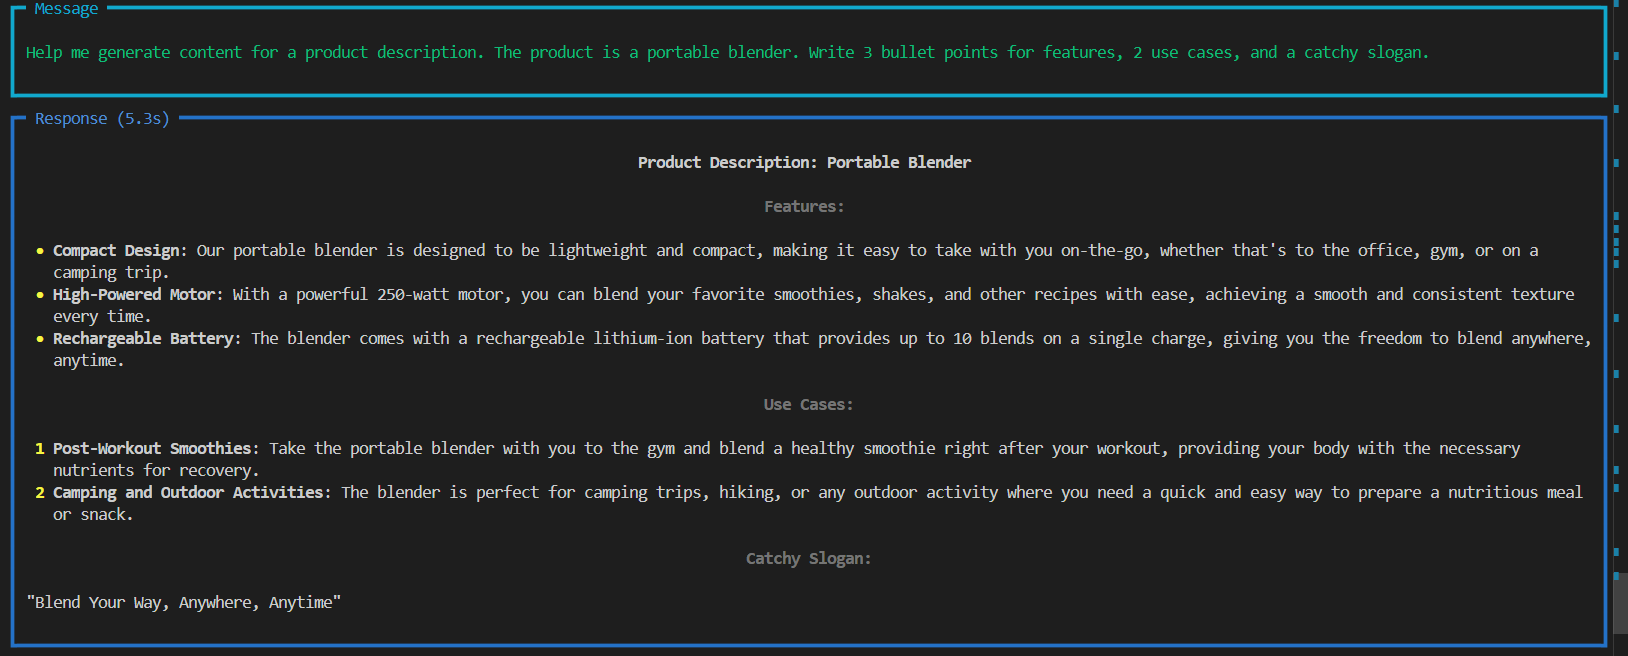 Message
Help me generate content for a product description. The product is a portable blender. Write 3 bullet points for features, 2 use cases, and a catchy slogan.
Response (5.3s)
Product Description: Portable Blender
Features:
• Compact Design: Our portable blender is designed to be lightweight and compact, making it easy to take with you on-the-go, whether that's to the office, gym, or on a
camping trip.
• High-Powered Motor: With a powerful 250-watt motor, you can blend your favorite smoothies, shakes, and other recipes with ease, achieving a smooth and consistent texture
every time.
• Rechargeable Battery: The blender comes with a rechargeable lithium-ion battery that provides up to 10 blends on a single charge, giving you the freedom to blend anywhere,
anytime.
Use Cases:
1 Post-Workout Smoothies: Take the portable blender with you to the gym and blend a healthy smoothie right after your workout, providing your body with the necessary
nutrients for recovery.
2 Camping and Outdoor Activities: The blender is perfect for camping trips, hiking, or any outdoor activity where you need a quick and easy way to prepare a nutritious meal
or snack.
Catchy Slogan:
"Blend Your Way, Anywhere, Anytime"